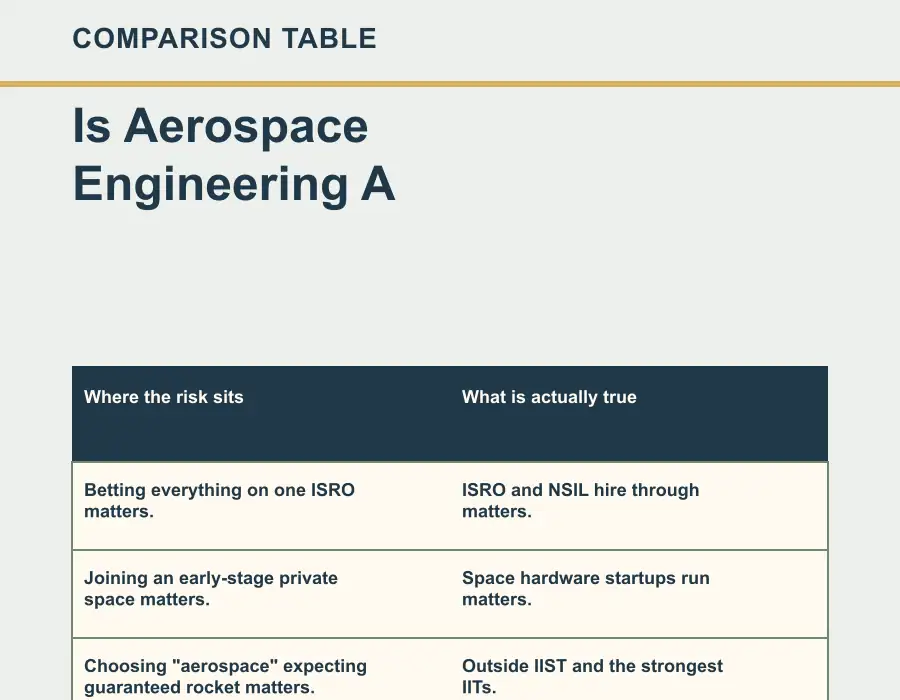 COMPARISON TABLE
Is Aerospace
Engineering A
Where the risk sits
What is actually true
Betting everything on one ISRO
matters.
ISRO and NSIL hire through
matters.
Joining an early-stage private
space matters.
Space hardware startups run
matters.
Choosing "aerospace" expecting
guaranteed rocket matters.
Outside IIST and the strongest
IITs.